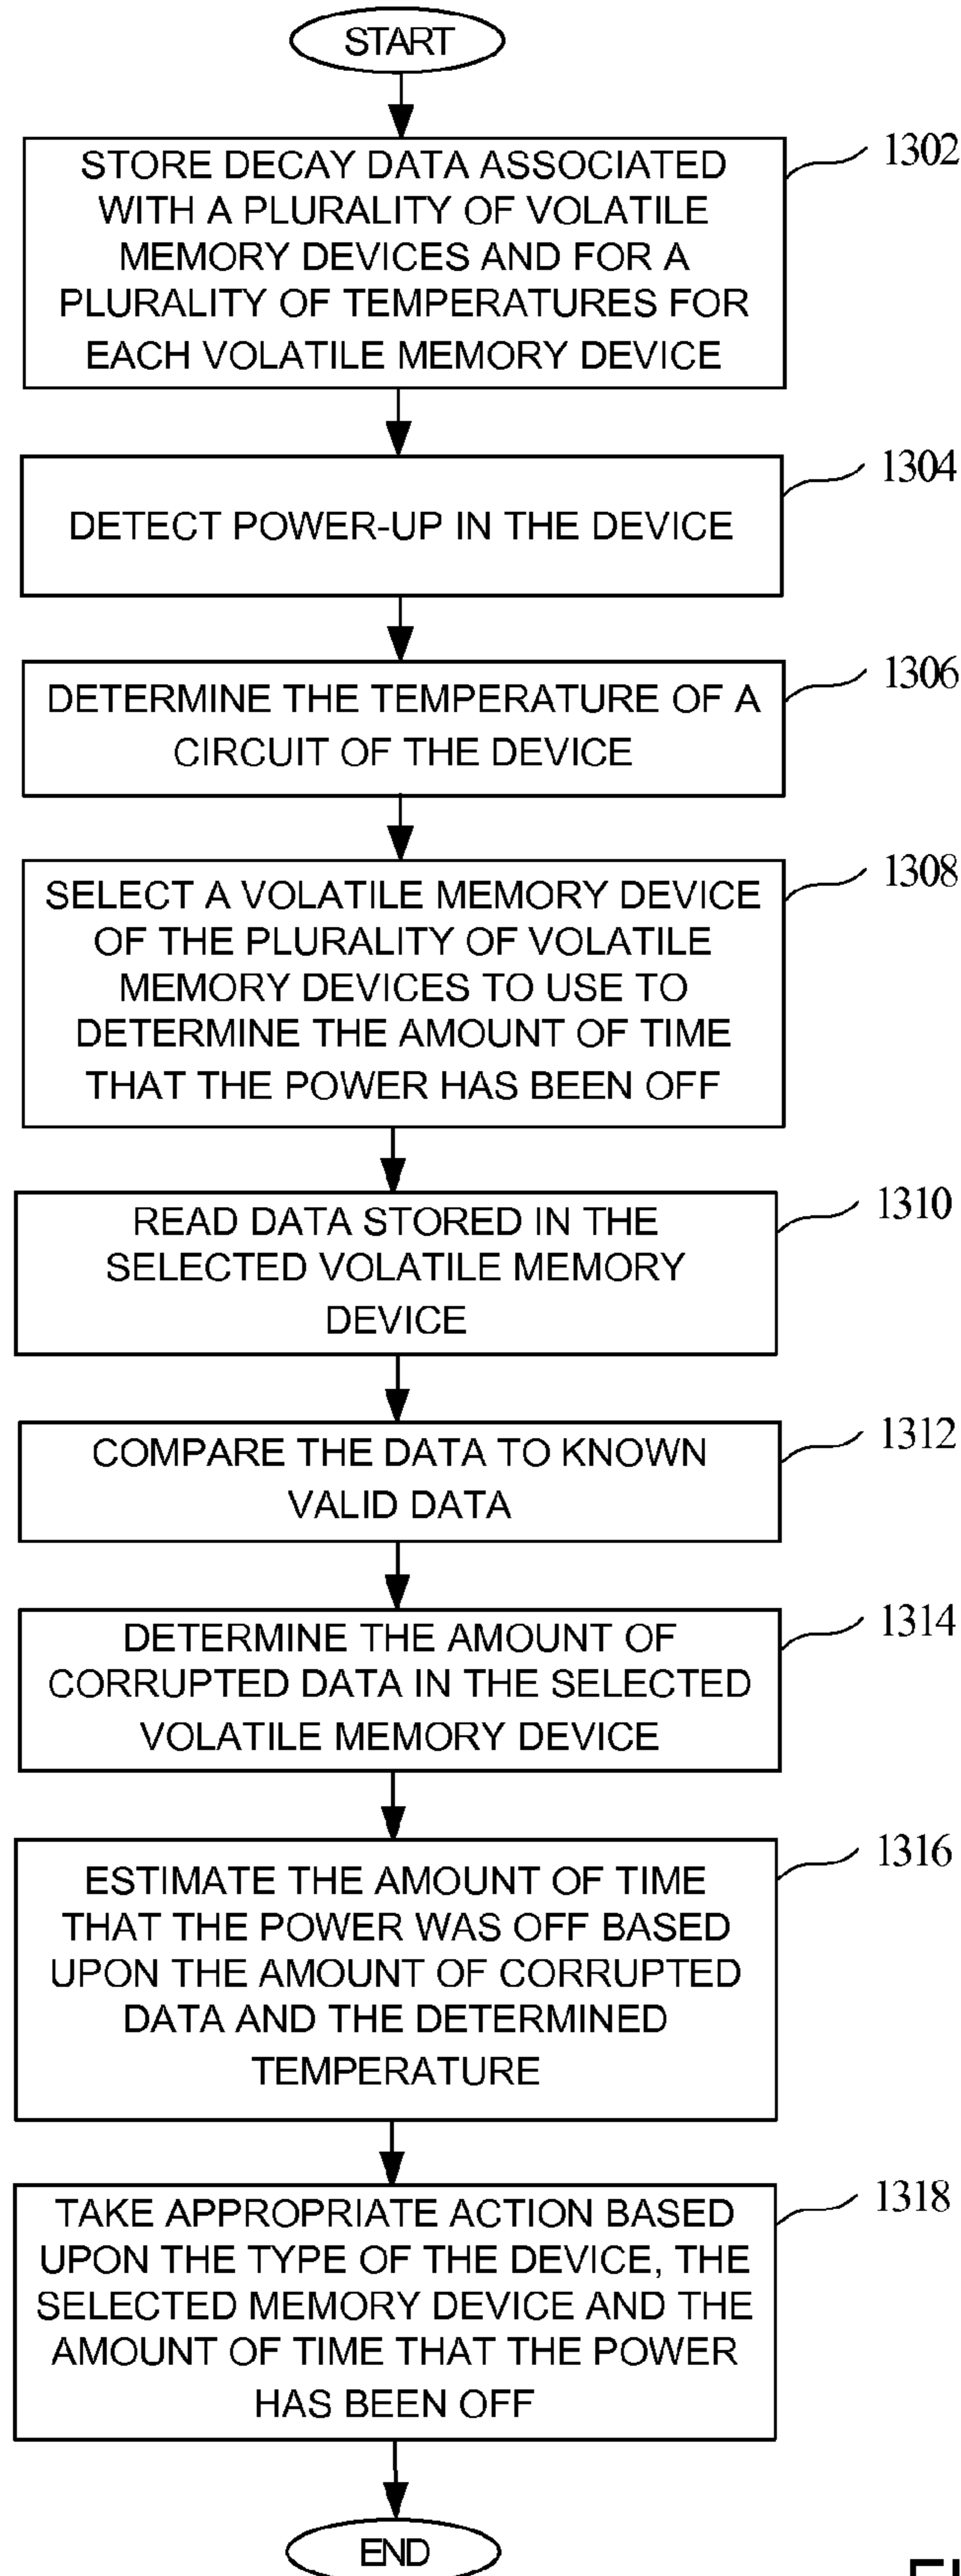 START
STORE DECAY DATA ASSOCIATED
WITH A PLURALITY OF VOLATILE
MEMORY DEVICES AND FOR A
PLURALITY OF TEMPERATURES FOR
EACH VOLATILE MEMORY DEVICE
1302
DETECT POWER-UP IN THE DEVICE
1304
DETERMINE THE TEMPERATURE OF A
CIRCUIT OF THE DEVICE
1306
SELECT A VOLATILE MEMORY DEVICE
OF THE PLURALITY OF VOLATILE
MEMORY DEVICES TO USE TO
DETERMINE THE AMOUNT OF TIME
THAT THE POWER HAS BEEN OFF
1308
READ DATA STORED IN THE
SELECTED VOLATILE MEMORY
DEVICE
1310
COMPARE THE DATA TO KNOWN
VALID DATA
1312
DETERMINE THE AMOUNT OF
CORRUPTED DATA IN THE SELECTED
VOLATILE MEMORY DEVICE
1314
ESTIMATE THE AMOUNT OF TIME
THAT THE POWER WAS OFF BASED
UPON THE AMOUNT OF CORRUPTED
DATA AND THE DETERMINED
TEMPERATURE
1316
TAKE APPROPRIATE ACTION BASED
UPON THE TYPE OF THE DEVICE, THE
SELECTED MEMORY DEVICE AND THE
AMOUNT OF TIME THAT THE POWER
HAS BEEN OFF
1318
END